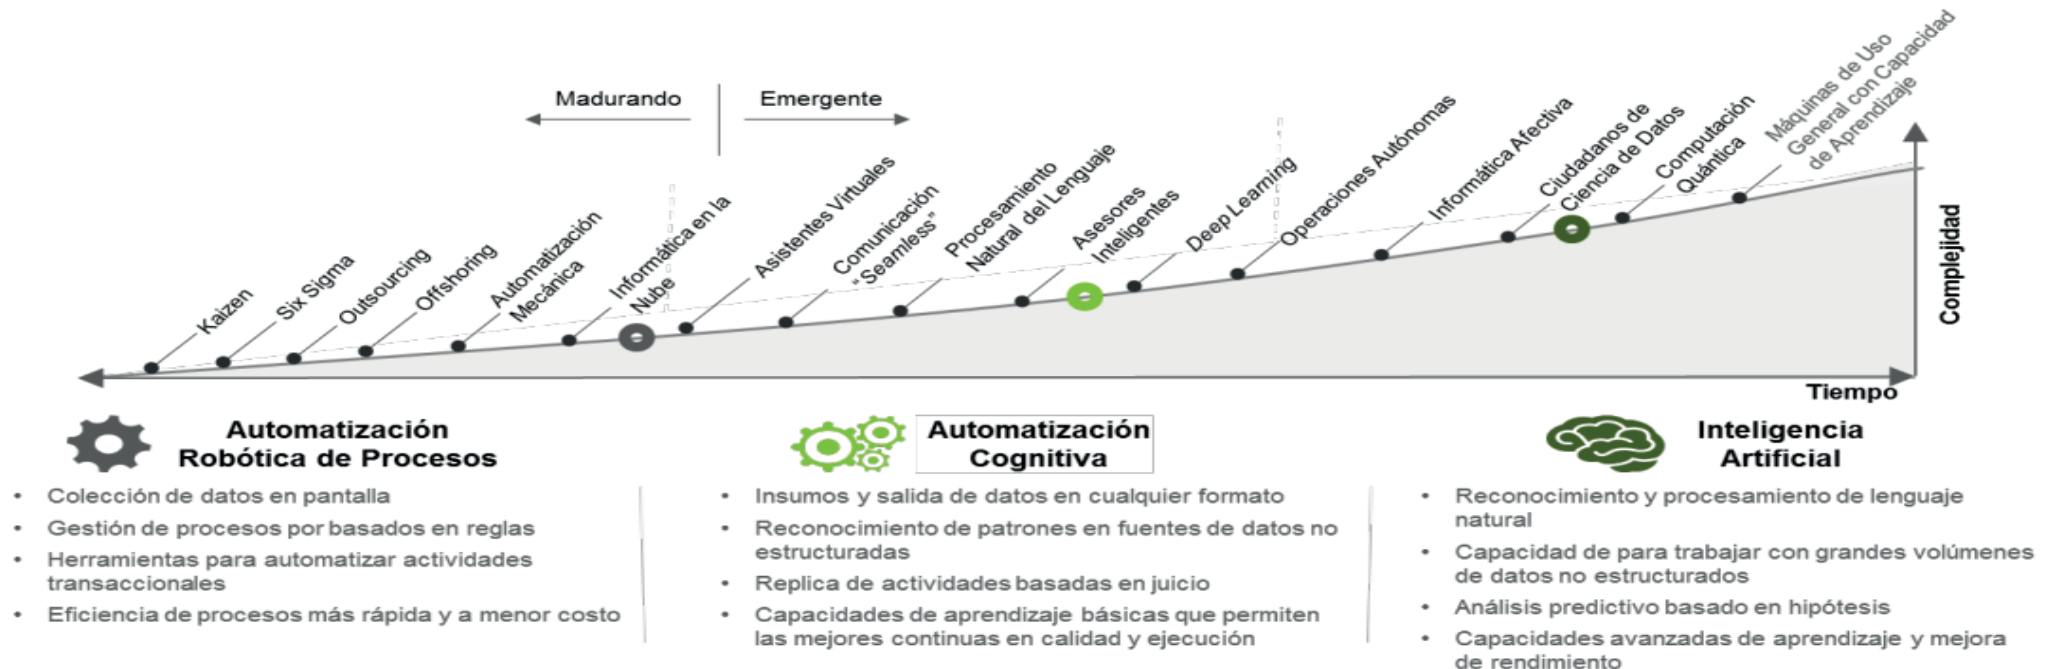 Madurando
Emergente
Kaizen
Six Sigma
Outsourcing
Offshoring
Automatización
Mecánica
Informática en la
Nube
Asistentes Virtuales
Comunicación
“Seamless”
Procesamiento
Natural del Lenguaje
Asesores
Inteligentes
Deep Learning
Operaciones Autónomas
Informática Afectiva
Ciudadanos de
Ciencia de Datos
Computación
Quántica
Máquinas de Uso
General con Capacidad
de Aprendizaje
Complejidad
Tiempo
Automatización
Robótica de Procesos
• Colección de datos en pantalla
• Gestión de procesos por basados en reglas
• Herramientas para automatizar actividades
transaccionales
• Eficiencia de procesos más rápida y a menor costo
Automatización
Cognitiva
• Insumos y salida de datos en cualquier formato
• Reconocimiento de patrones en fuentes de datos no
estructuradas
• Replica de actividades basadas en juicio
• Capacidades de aprendizaje básicas que permiten
las mejores continuas en calidad y ejecución
Inteligencia
Artificial
• Reconocimiento y procesamiento de lenguaje
natural
• Capacidad de para trabajar con grandes volúmenes
de datos no estructurados
• Análisis predictivo basado en hipótesis
• Capacidades avanzadas de aprendizaje y mejora
de rendimiento